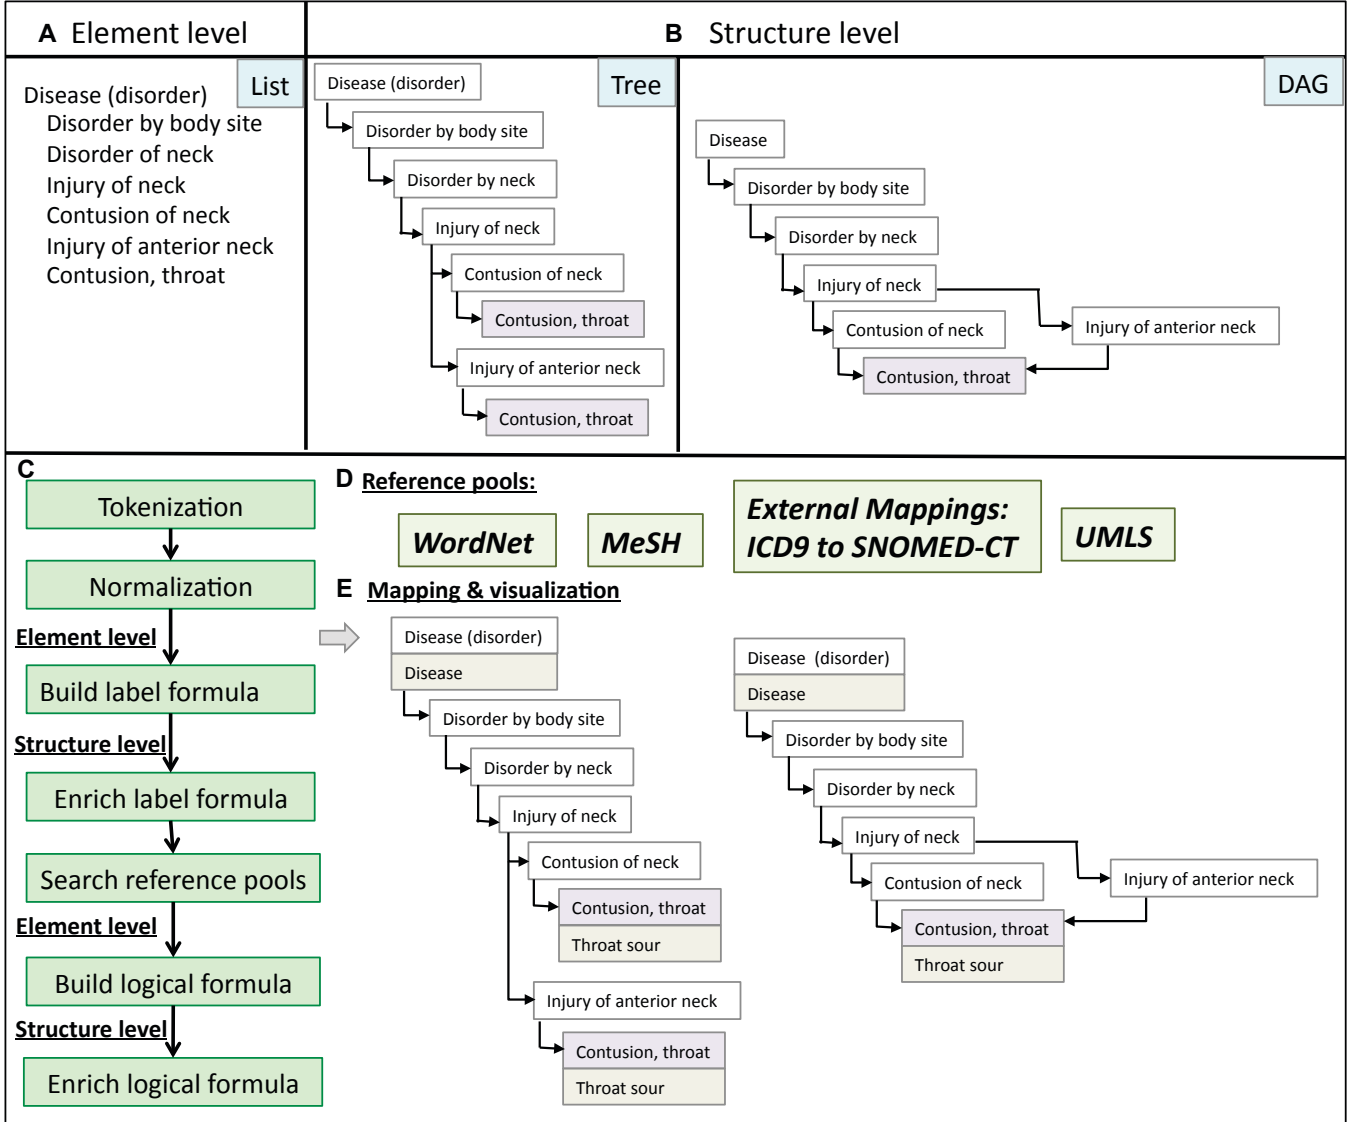 A Element level
B Structure level
List
Disease (disorder)
Disorder by body site
Disorder of neck
Injury of neck
Contusion of neck
Injury of anterior neck
Contusion, throat
Tree
Disease (disorder)
Disorder by body site
Disorder by neck
Injury of neck
Contusion of neck
Contusion, throat
Injury of anterior neck
Contusion, throat
DAG
Disease
Disorder by body site
Disorder by neck
Injury of neck
Contusion of neck
Injury of anterior neck
Contusion, throat
C
Tokenization
Normalization
Element level
Build label formula
Structure level
Enrich label formula
Search reference pools
Element level
Build logical formula
Structure level
Enrich logical formula
D Reference pools:
WordNet
MeSH
External Mappings:
ICD9 to SNOMED-CT
UMLS
E Mapping & visualization
Disease (disorder)
Disease
Disorder by body site
Disorder by neck
Injury of neck
Contusion of neck
Contusion, throat
Throat sour
Injury of anterior neck
Contusion, throat
Throat sour
Disease (disorder)
Disease
Disorder by body site
Disorder by neck
Injury of neck
Contusion of neck
Injury of anterior neck
Contusion, throat
Throat sour